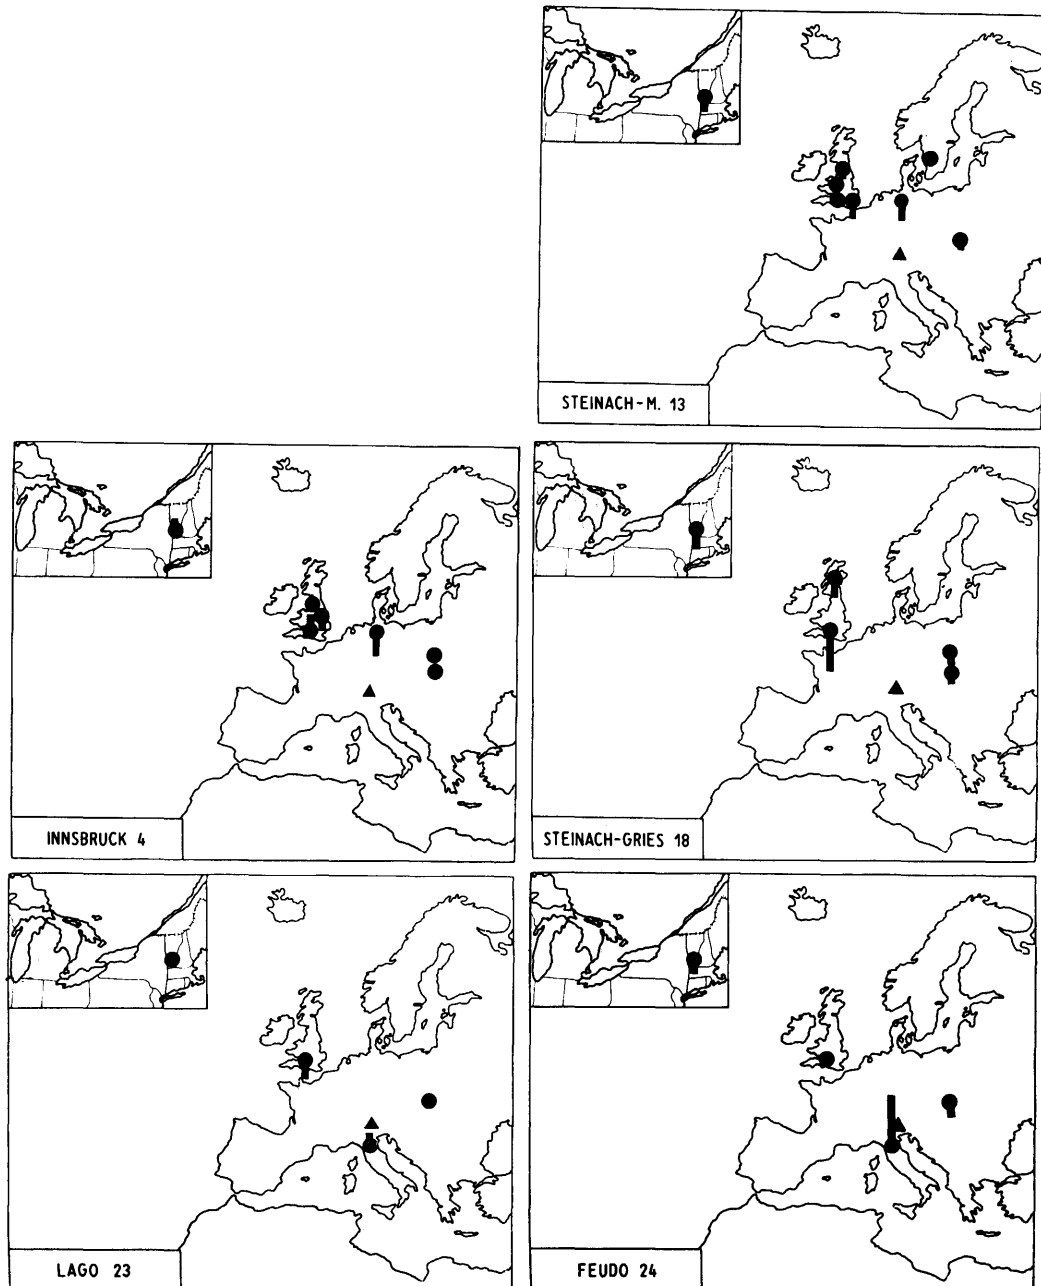 STEINACH-M. 13
INNSBRUCK 4
STEINACH-GRIES 18
LAGO 23
FEUDO 24